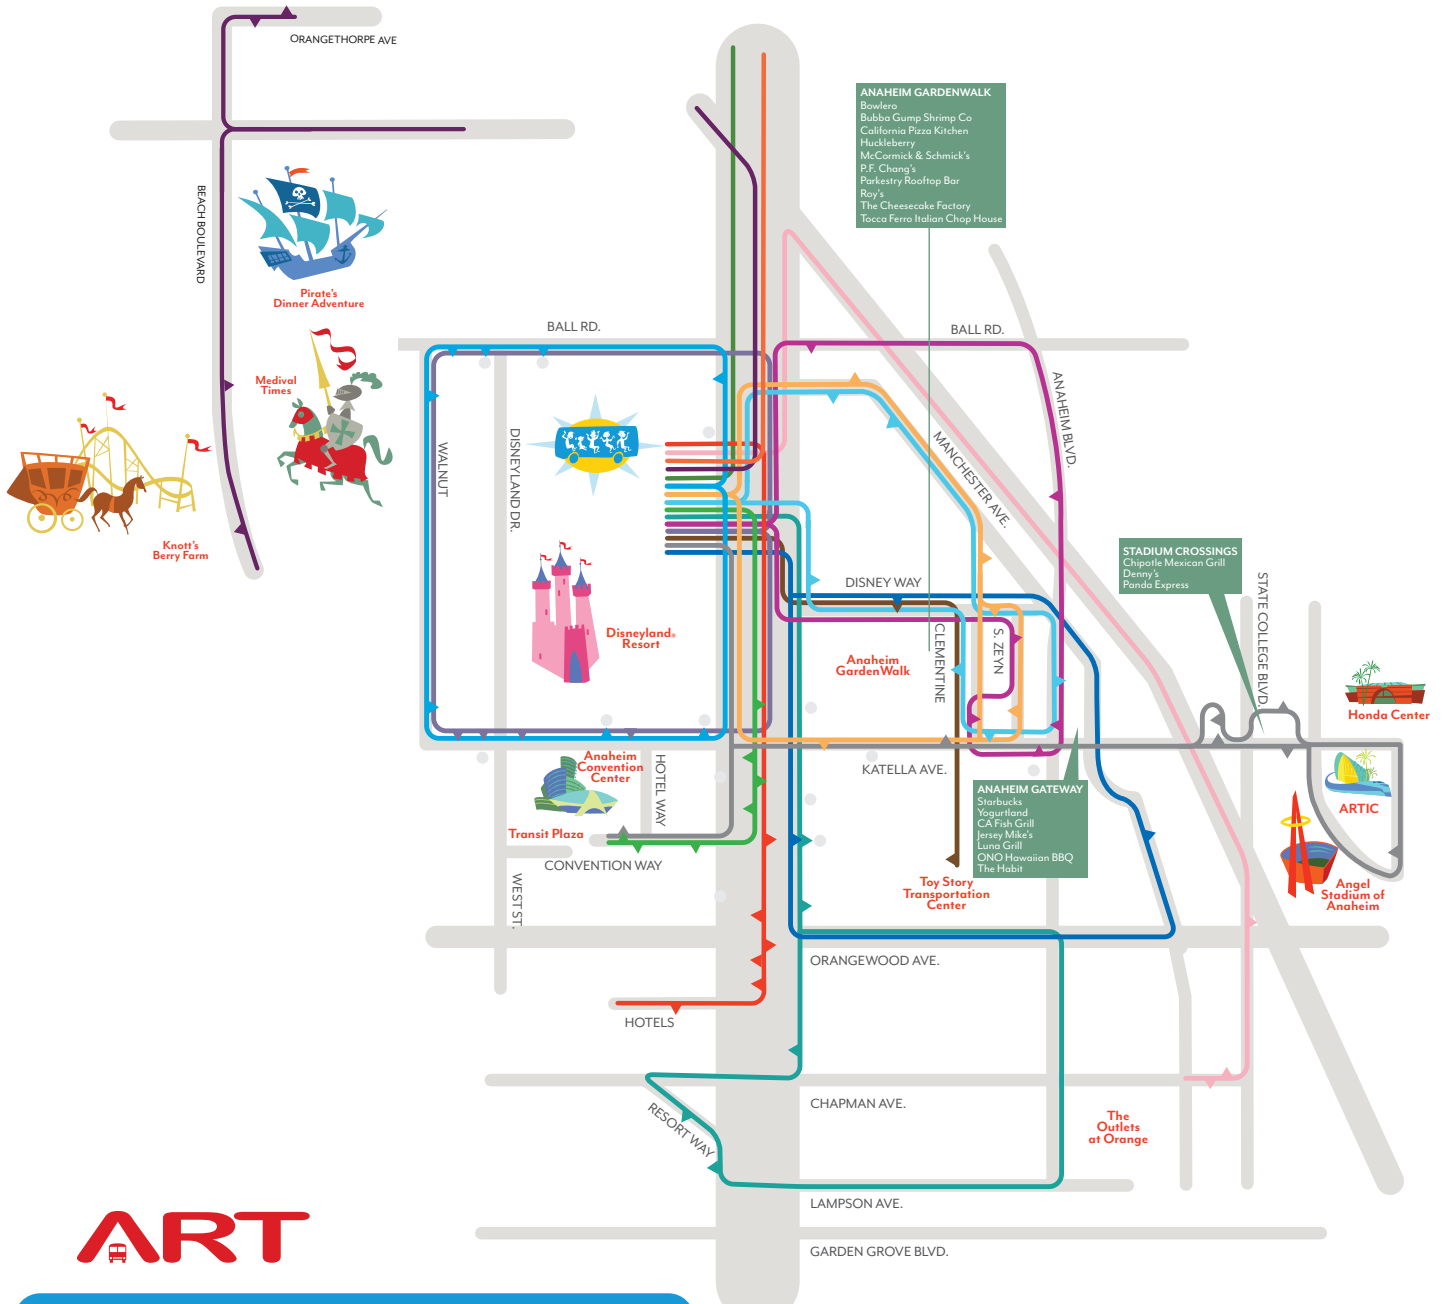 ORANGETHORPE AVE
BEACH BOULEVARD
Pirate's
Dinner Adventure
Medival
Times
Knott's
Berry Farm
ANAHEIM GARDENWALK
Bowlero
Bubba Gump Shrimp Co
California Pizza Kitchen
Huckleberry
McCormick & Schmick's
P.F. Chang's
Parkestry Rooftop Bar
Roy's
The Cheesecake Factory
Tocca Ferro Italian Chop House
BALL RD.
BALL RD.
ANAHEIM BLVD.
MANCHESTER AVE.
WALNUT
DISNEYLAND DR.
Disneyland®
Resort
DISNEY WAY
CLEMENTINE
S. ZEYN
Anaheim
GardenWalk
STADIUM CROSSINGS
Chipotle Mexican Grill
Denny's
Panda Express
STATE COLLEGE BLVD.
Honda Center
ARTIC
Angel
Stadium of
Anaheim
Anaheim
Convention
Center
HOTEL WAY
Transit Plaza
CONVENTION WAY
KATELLA AVE.
ANAHEIM GATEWAY
Starbucks
Yogurtland
CA Fish Grill
Jersey Mike's
Luna Grill
ONO Hawaiian BBQ
The Habit
Toy Story
Transportation
Center
WEST ST.
ORANGEWOOD AVE.
HOTELS
CHAPMAN AVE.
RESORT WAY
The
Outlets
at Orange
LAMPSON AVE.
GARDEN GROVE BLVD.
ART